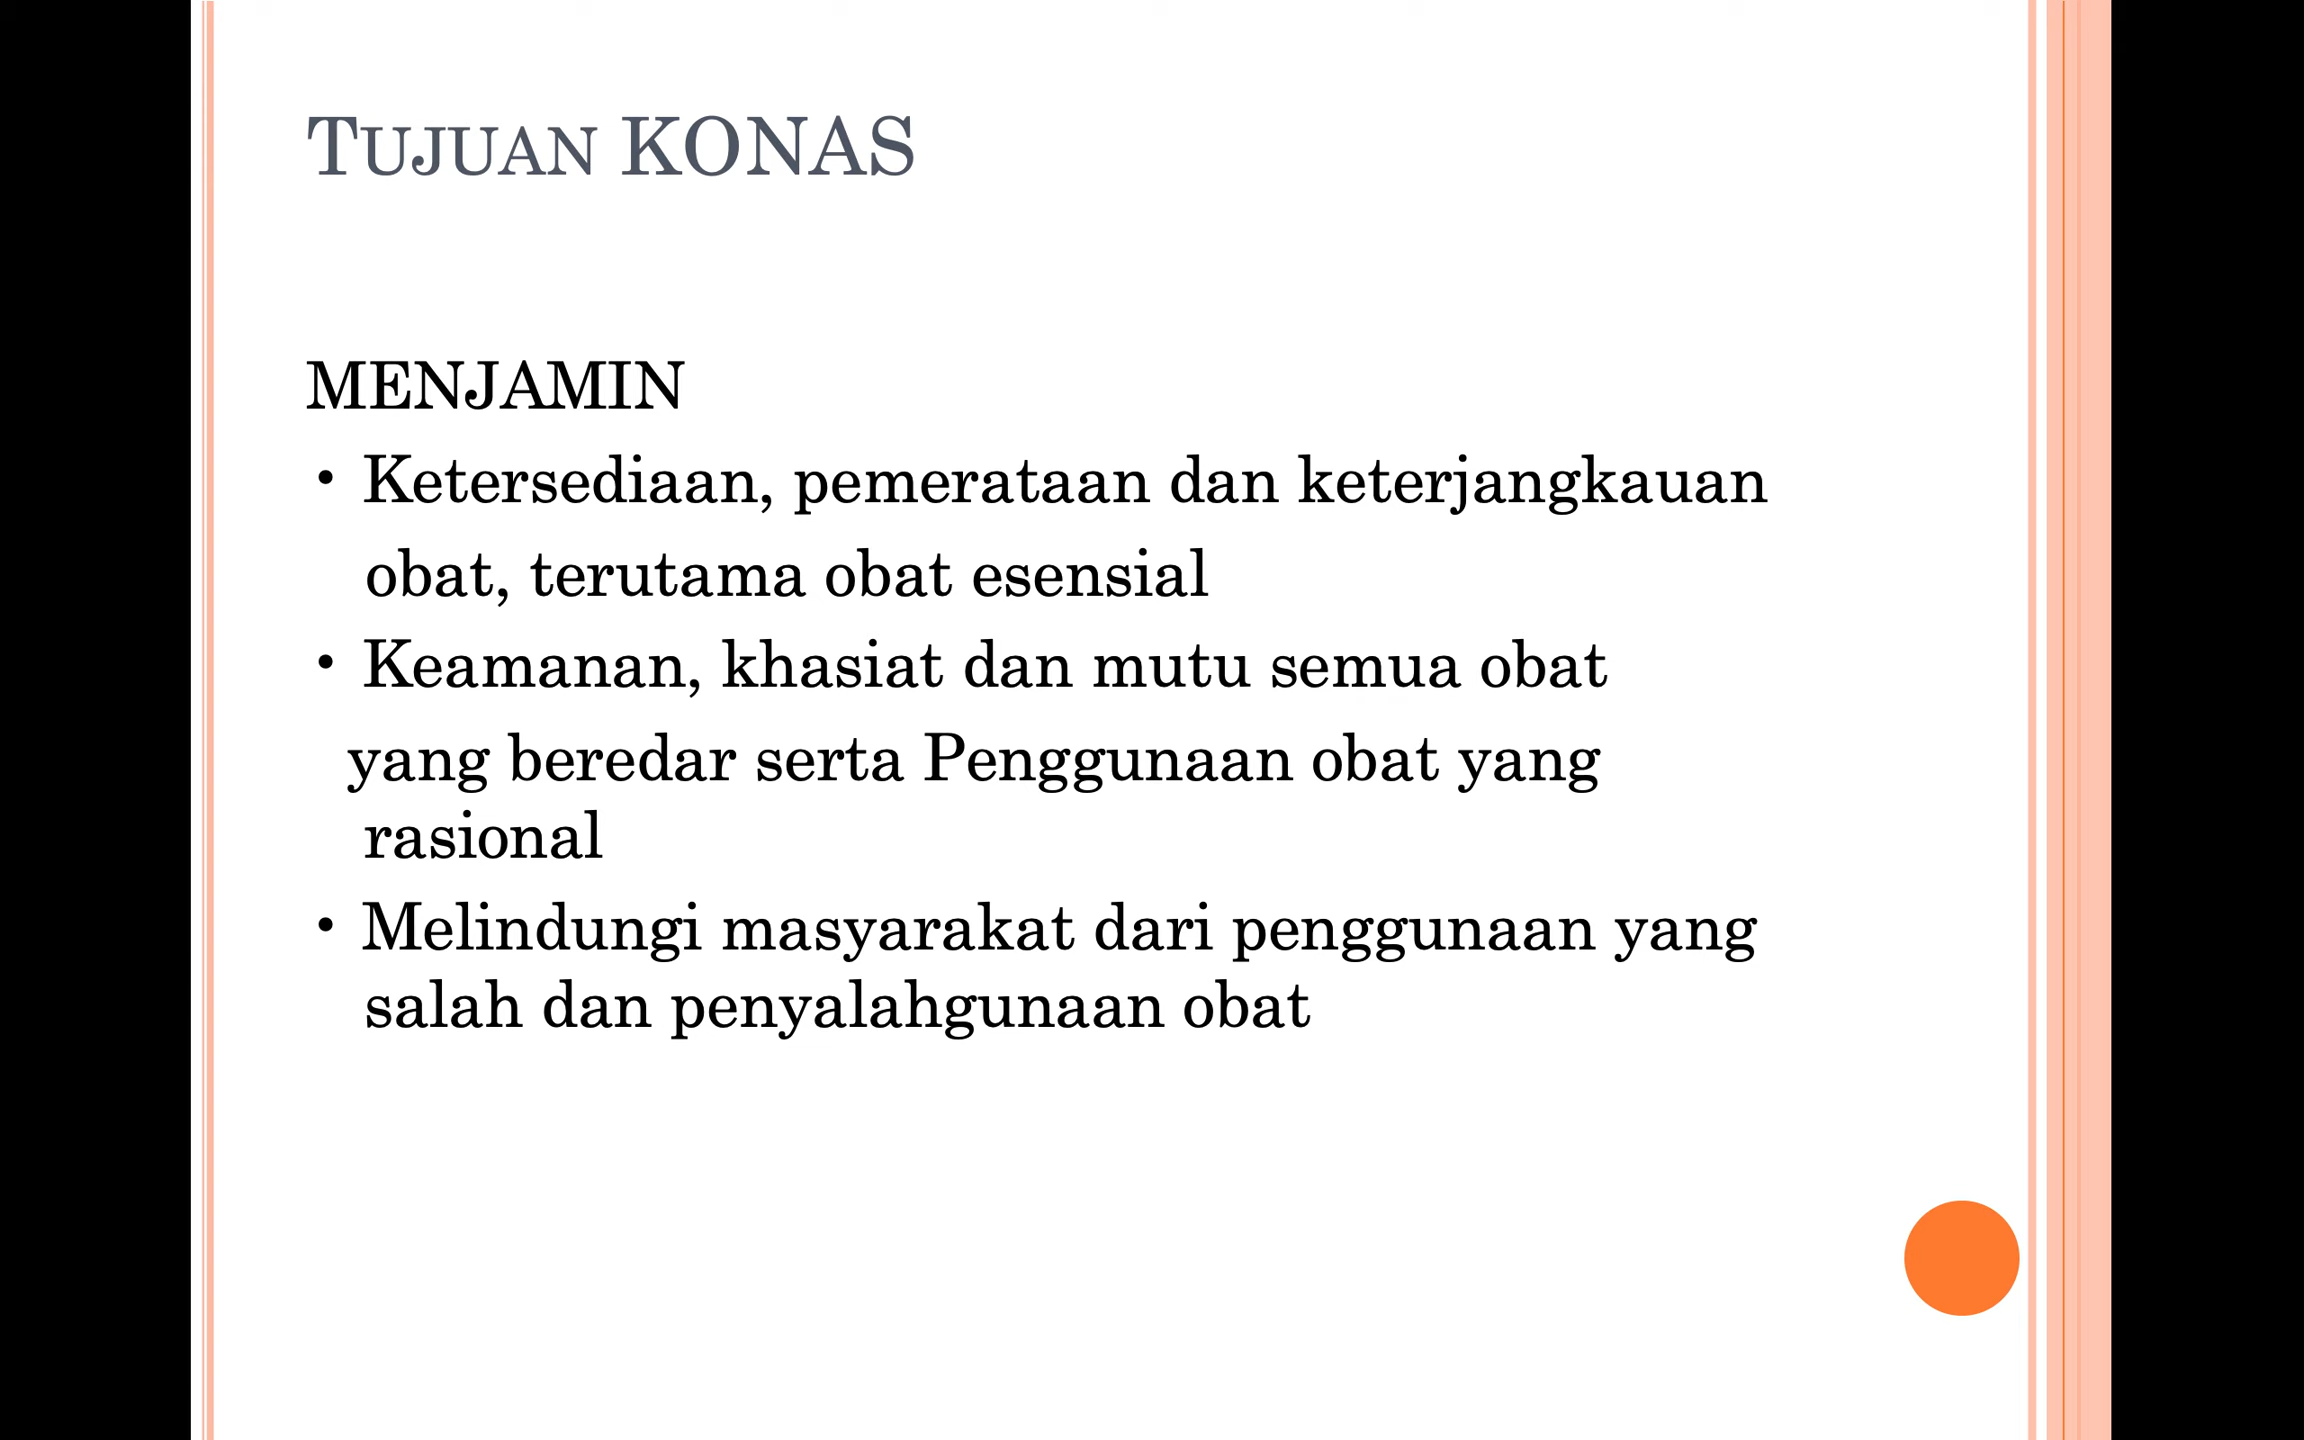 Tujuan KONAS
MENJAMIN
• Ketersediaan, pemerataan dan keterjangkauan
obat, terutama obat esensial
• Keamanan, khasiat dan mutu semua obat
yang beredar serta Penggunaan obat yang
rasional
• Melindungi masyarakat dari penggunaan yang
salah dan penyalahgunaan obat